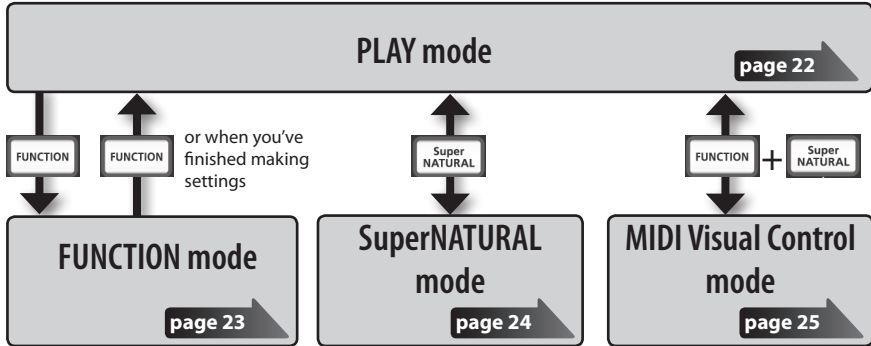 PLAY mode
page 22
FUNCTION
FUNCTION
or when you've
finished making
settings
Super
NATURAL
FUNCTION
+
Super
NATURAL
FUNCTION mode
page 23
SuperNATURAL
mode
page 24
MIDI Visual Control
mode
page 25